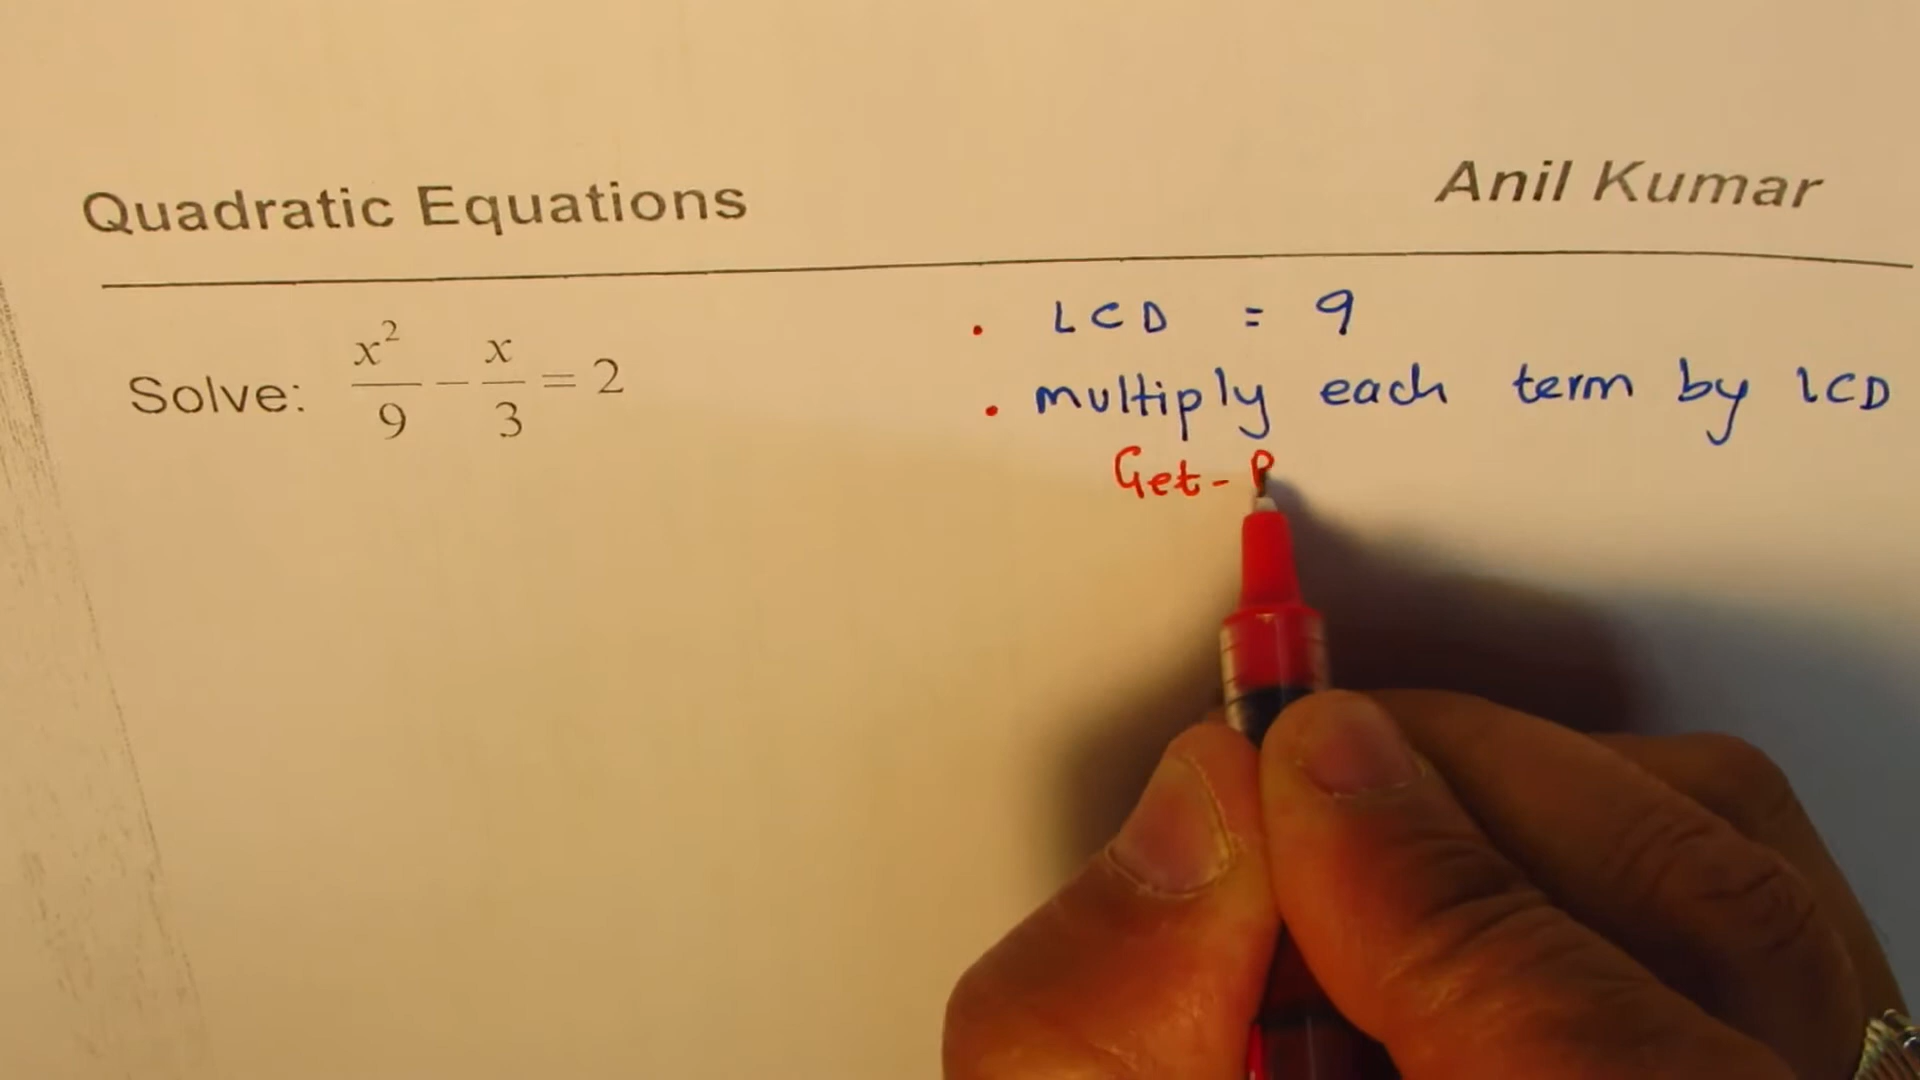 Quadratic Equations
Anil Kumar
Solve: x²/9 - x/3 = 2
• LCD = 9
• multiply each term by LCD
Get-